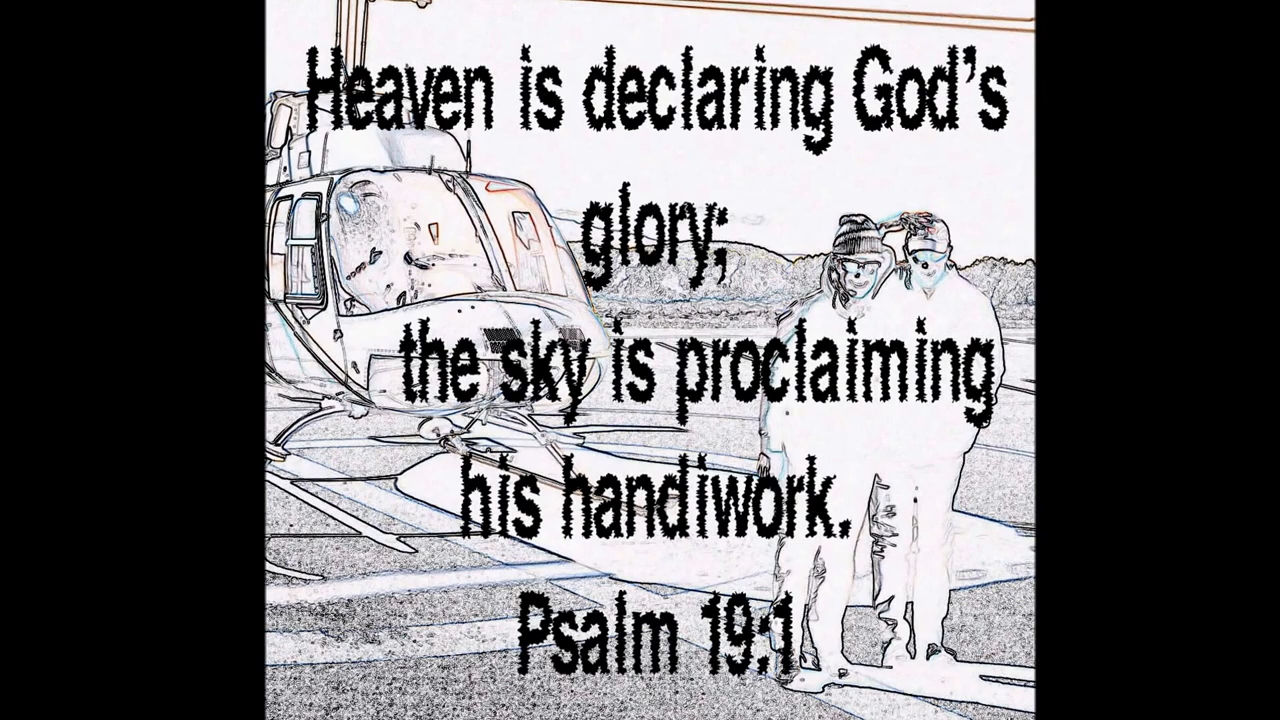 Heaven is declaring God's
glory;
the sky is proclaiming
his handiwork.
Psalm 19:1